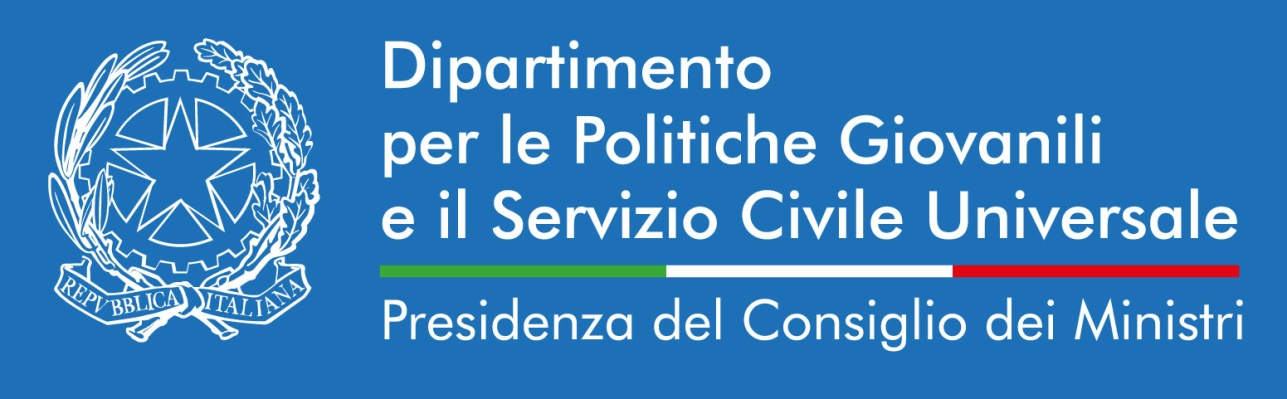 Dipartimento
per le Politiche Giovanili
e il Servizio Civile Universale
Presidenza del Consiglio dei Ministri
REPVBBLICA ITALIANA